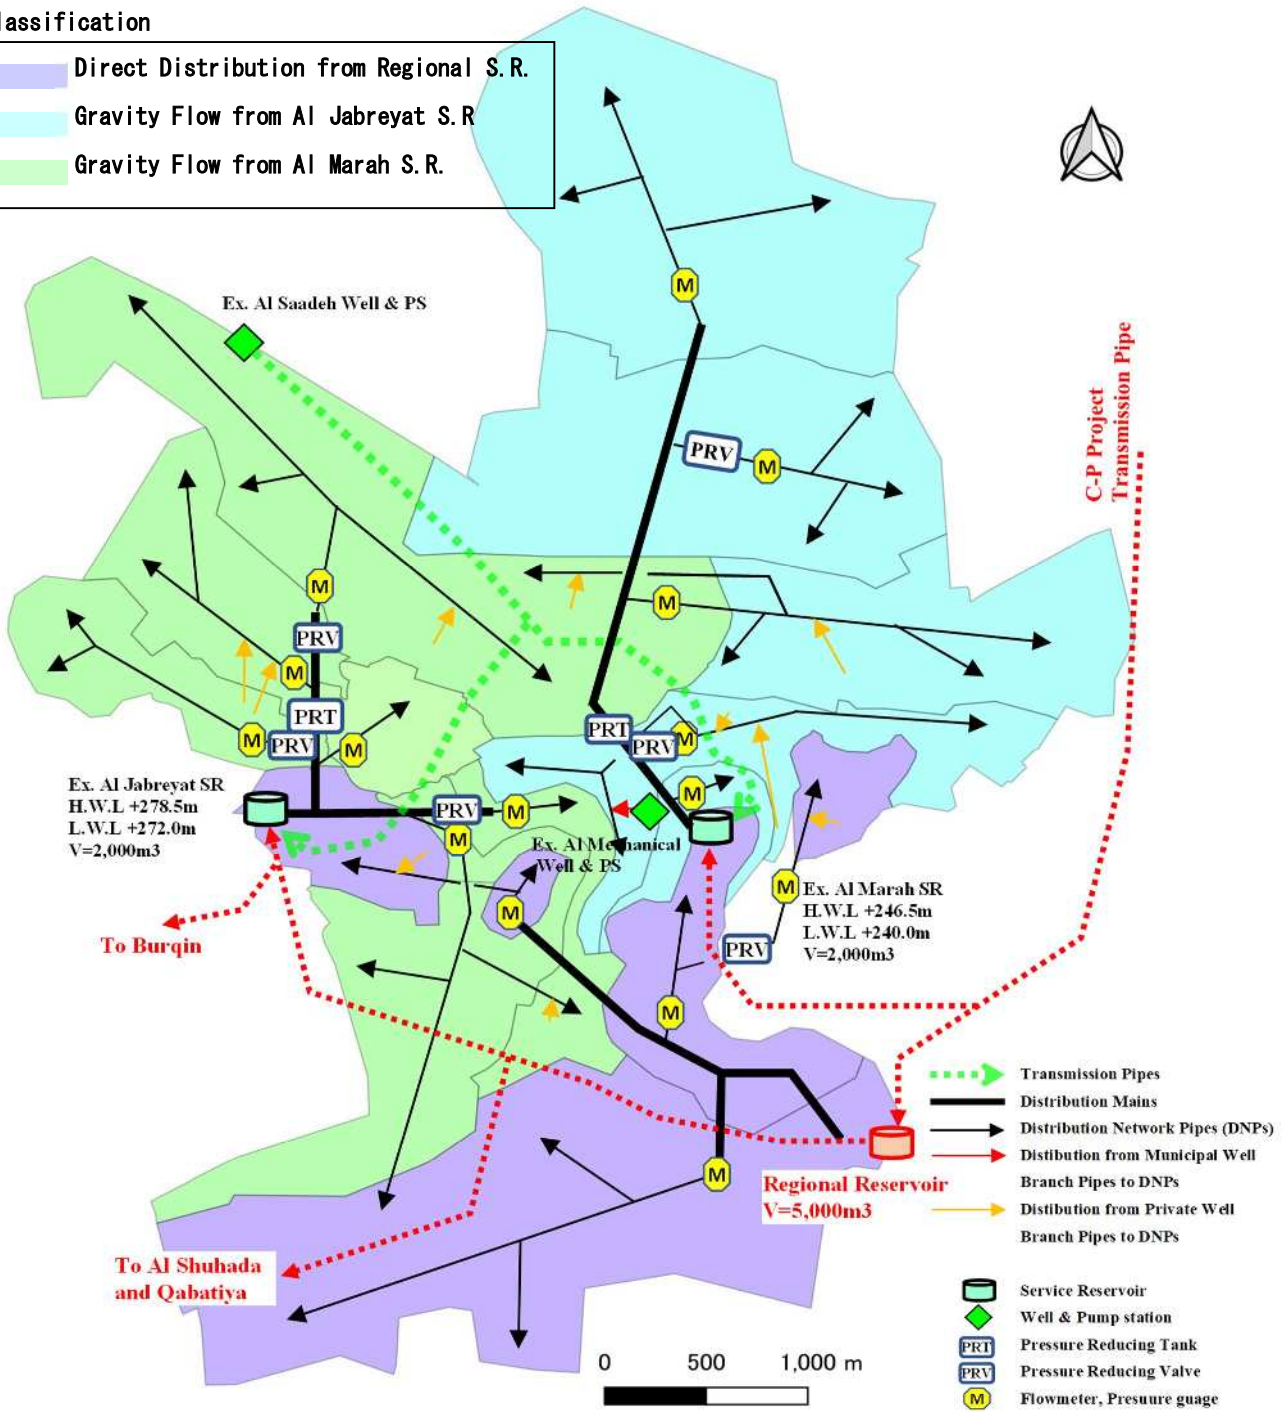 lassification
Direct Distribution from Regional S.R.
Gravity Flow from Al Jabreyat S.R
Gravity Flow from Al Marah S.R.
Ex. Al Saadeh Well & PS
M
C-P Project
Transmission Pipe
PRV
M
M
M
PRV
M
PRT
PRV
M
M
PRT
PRV
M
Ex. Al Jabreyat SR
H.W.L +278.5m
L.W.L +272.0m
V=2,000m3
PRV
M
M
M
Ex. Al Mechanical
Well & PS
M
M
Ex. Al Marah SR
H.W.L +246.5m
L.W.L +240.0m
V=2,000m3
PRV
To Burqin
M
M
Regional Reservoir
V=5,000m3
To Al Shuhada
and Qabatiya
Transmission Pipes
Distribution Mains
Distribution Network Pipes (DNPs)
Distibution from Municipal Well
Branch Pipes to DNPs
Distibution from Private Well
Branch Pipes to DNPs
Service Reservoir
Well & Pump station
PRT Pressure Reducing Tank
PRV Pressure Reducing Valve
M Flowmeter, Presuure guage
0 500 1,000 m